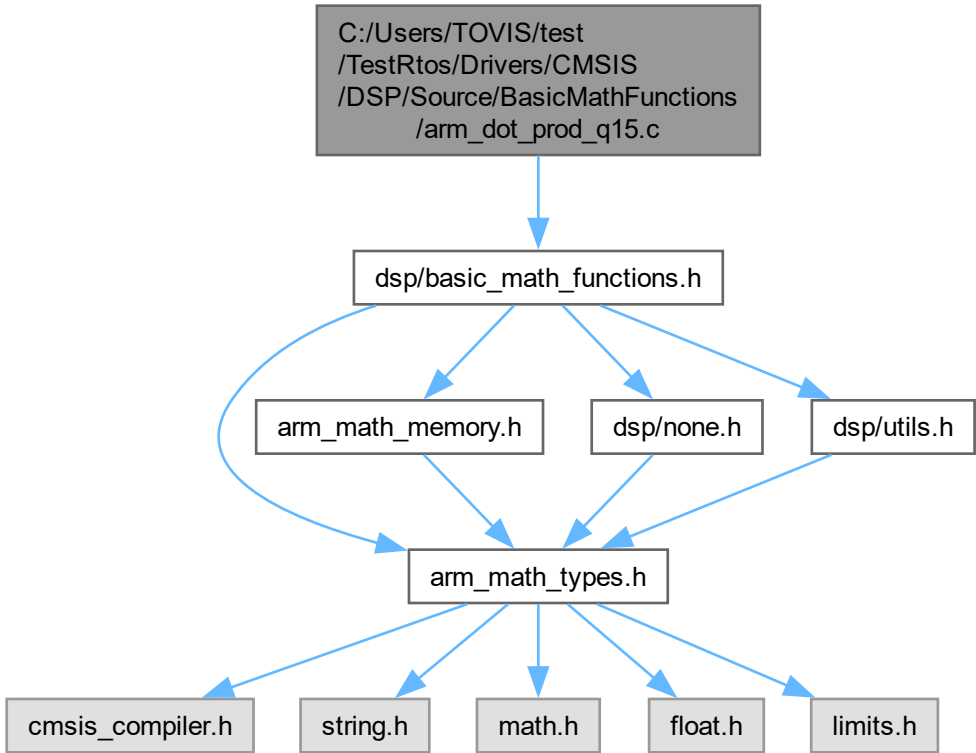 C:/Users/TOVIS/test
/TestRtos/Drivers/CMSIS
/DSP/Source/BasicMathFunctions
/arm_dot_prod_q15.c
dsp/basic_math_functions.h
arm_math_memory.h
dsp/none.h
dsp/utils.h
arm_math_types.h
cmsis_compiler.h
string.h
math.h
float.h
limits.h